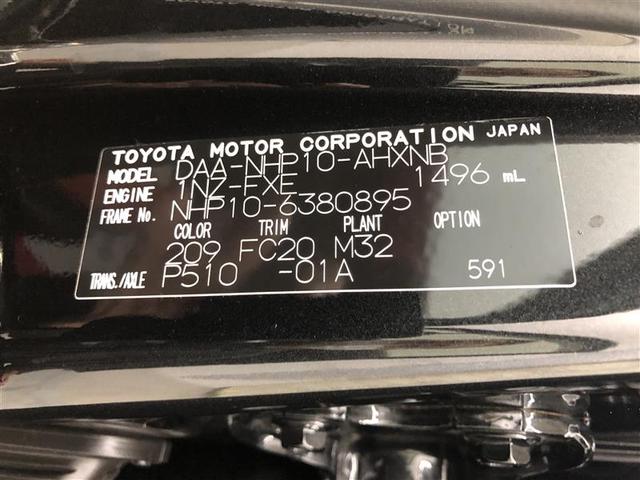 TOYOTA MOTOR CORPORATION JAPAN
MODEL DAA-NHP10-AHXNB
ENGINE 1NZ-FXE 1496 mL
FRAME No. NHP10-6380895
COLOR TRIM PLANT OPTION
209 FC20 M32
TRANS./AXLE P510 -01A 591